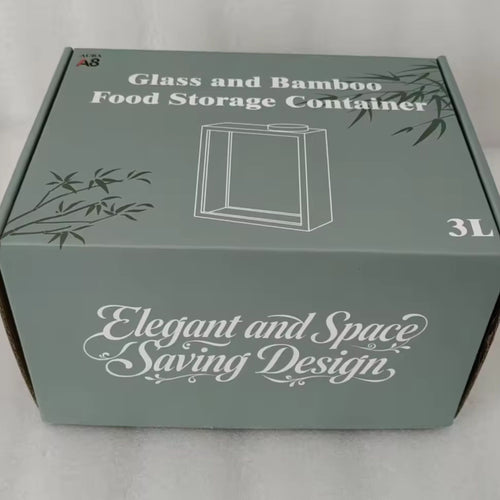 AURA
A8
Glass and Bamboo
Food Storage Container
3L
Elegant and Space
Saving Design